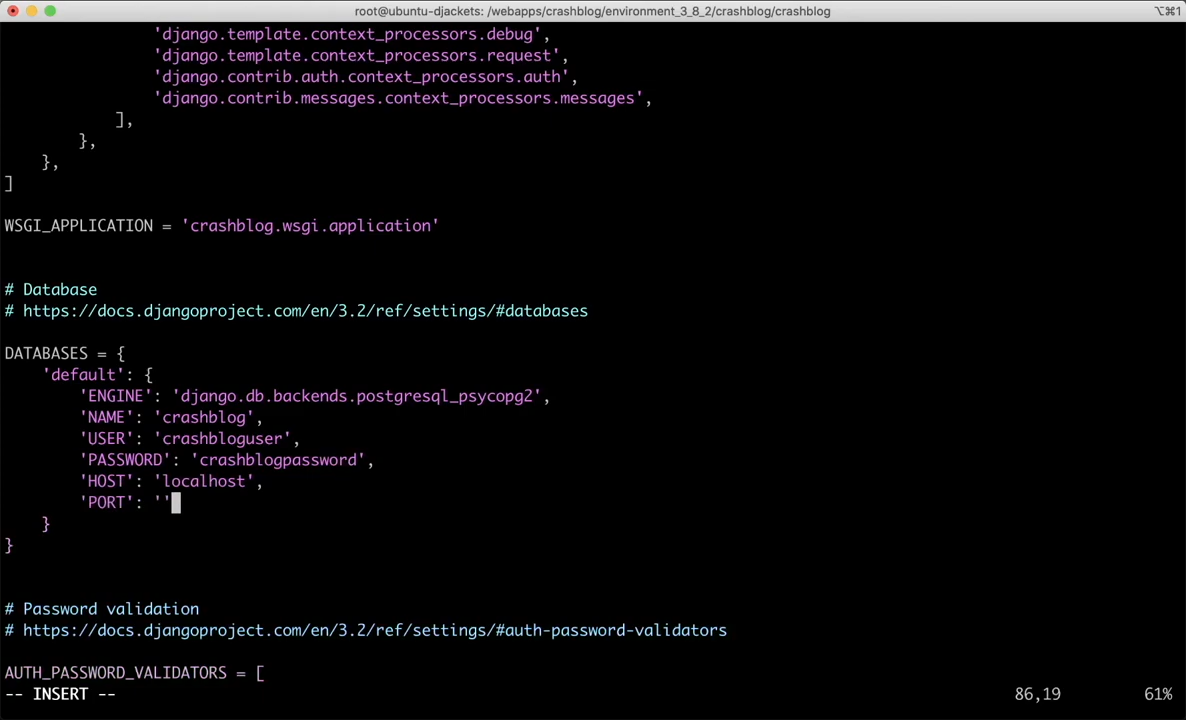 root@ubuntu-djackets: /webapps/crashblog/environment_3_8_2/crashblog/crashblog ⌥⌘1
'django.template.context_processors.debug',
'django.template.context_processors.request',
'django.contrib.auth.context_processors.auth',
'django.contrib.messages.context_processors.messages',
],
},
},
]
WSGI_APPLICATION = 'crashblog.wsgi.application'
# Database
# https://docs.djangoproject.com/en/3.2/ref/settings/#databases
DATABASES = {
'default': {
'ENGINE': 'django.db.backends.postgresql_psycopg2',
'NAME': 'crashblog',
'USER': 'crashbloguser',
'PASSWORD': 'crashblogpassword',
'HOST': 'localhost',
'PORT': ''
}
}
# Password validation
# https://docs.djangoproject.com/en/3.2/ref/settings/#auth-password-validators
AUTH_PASSWORD_VALIDATORS = [
-- INSERT -- 86,19 61%